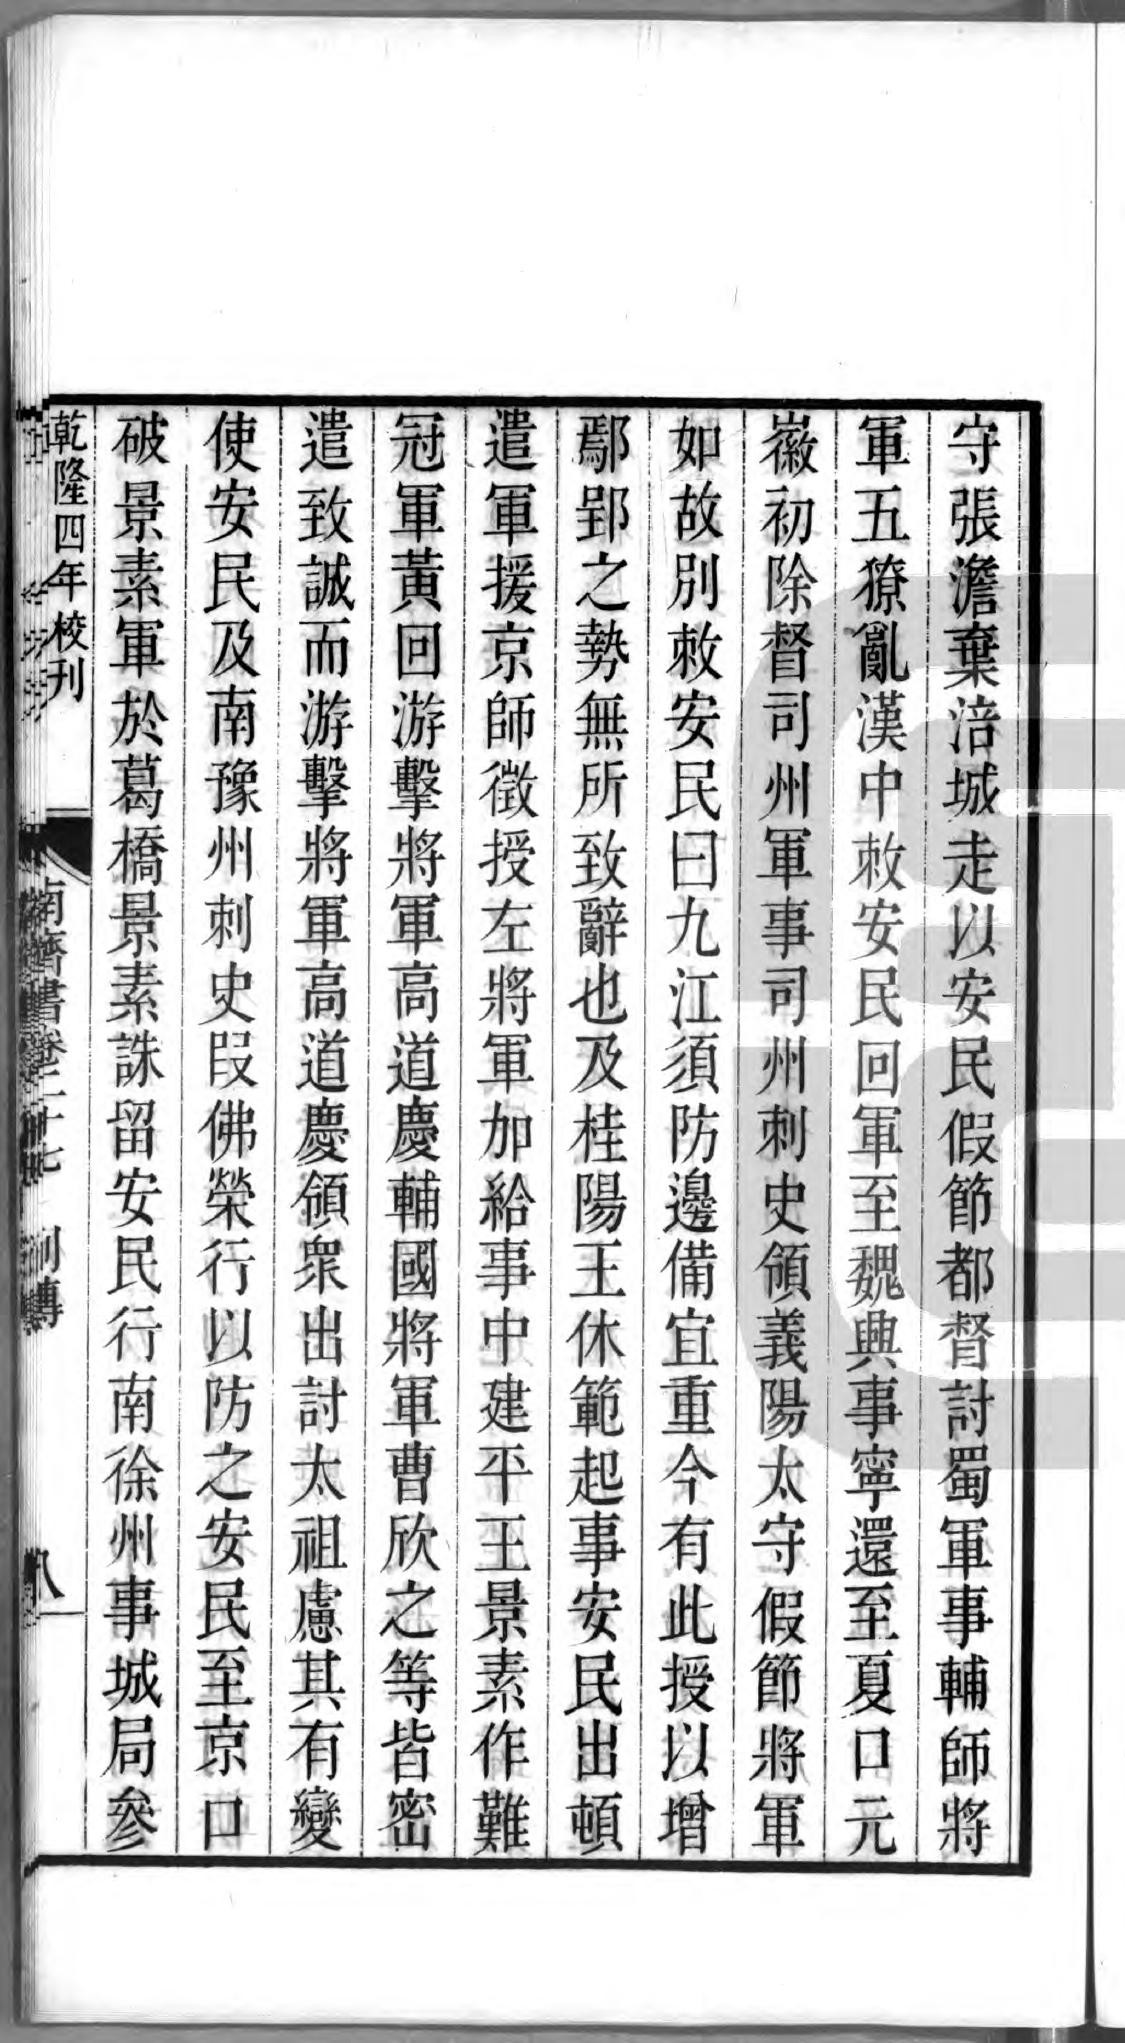 守張澹棄涪城走以安民假節都督討蜀軍事輔師將
軍五獠亂漢中敕安民回軍至魏興事寧還至夏口元
徽初除督司州軍事司州刺史領義陽太守假節將軍
如故別敕安民曰九江須防邊備宜重今有此授以增
鄢郢之勢無所致辭也及桂陽王休範起事安民出頓
遣軍援京師徵授左將軍加給事中建平王景素作難
冠軍黃回游擊將軍高道慶輔國將軍曹欣之等皆密
遣致誠而游擊將軍高道慶領衆出討太祖慮其有變
使安民及南豫州刺史段佛榮行以防之安民至京口
破景素軍於葛橋景素誅留安民行南徐州事城局參
乾隆四年校刊
南齊書卷二十七 列傳 八